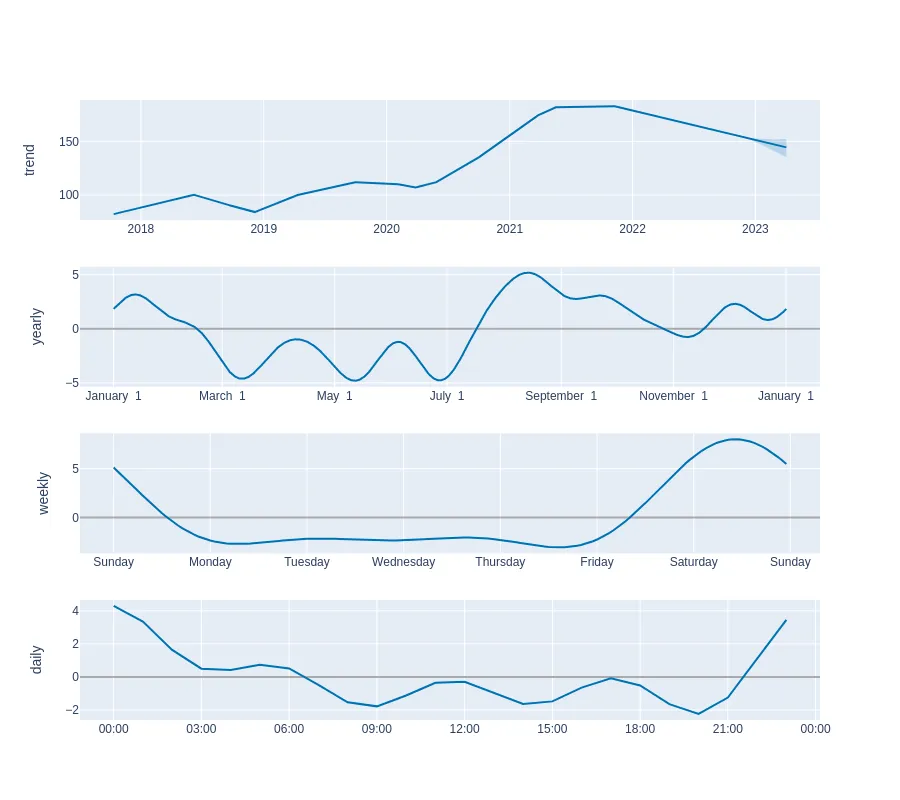 trend
150
100
2018 2019 2020 2021 2022 2023
yearly
5
0
−5
January 1 March 1 May 1 July 1 September 1 November 1 January 1
weekly
5
0
Sunday Monday Tuesday Wednesday Thursday Friday Saturday Sunday
daily
4
2
0
−2
00:00 03:00 06:00 09:00 12:00 15:00 18:00 21:00 00:00